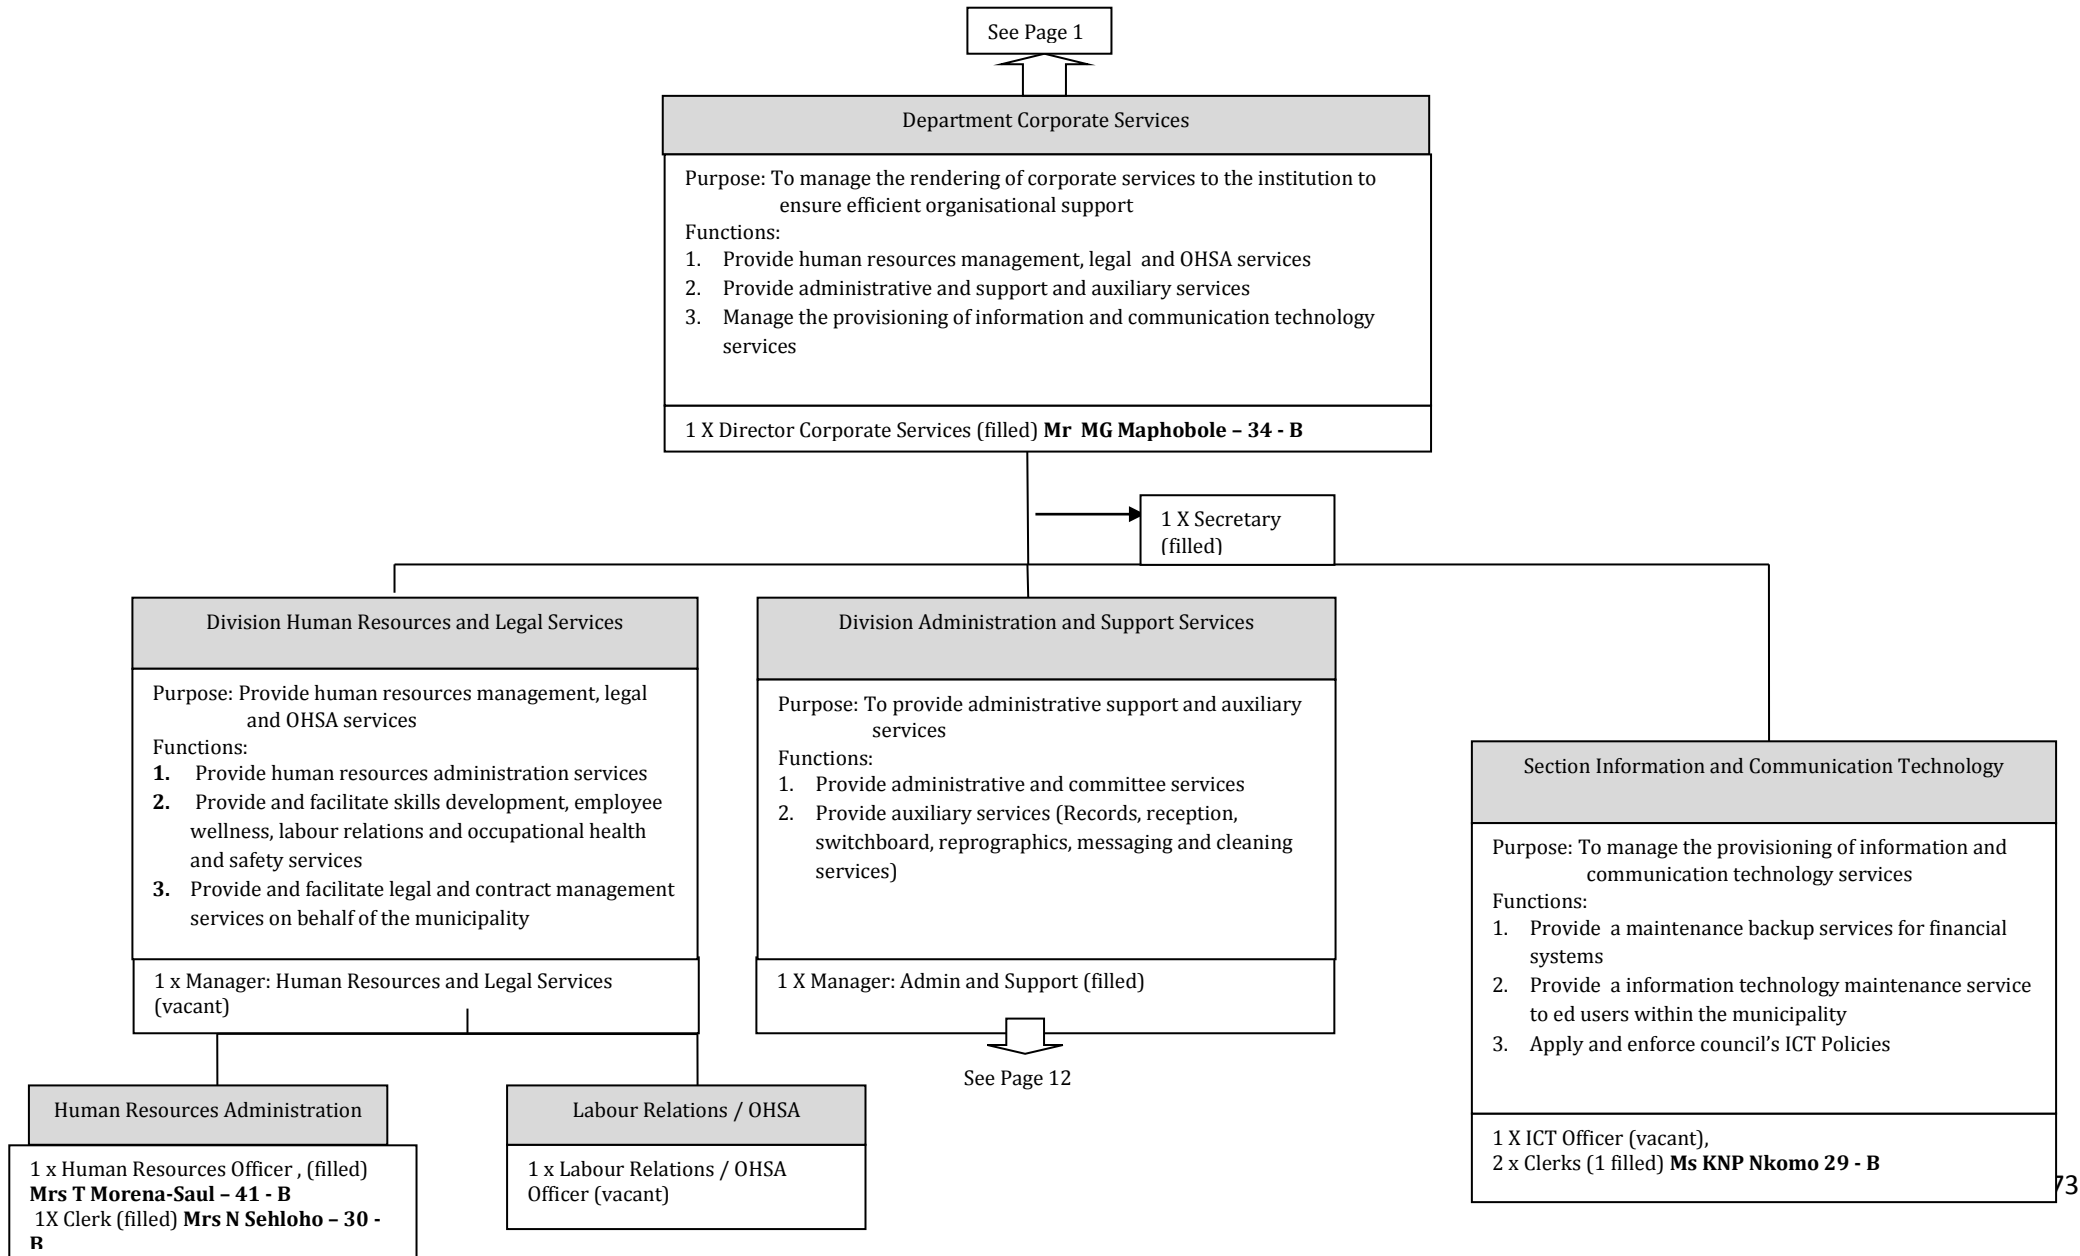 See Page 1
Department Corporate Services
Purpose: To manage the rendering of corporate services to the institution to
ensure efficient organisational support
Functions:
1. Provide human resources management, legal and OHSA services
2. Provide administrative and support and auxiliary services
3. Manage the provisioning of information and communication technology
services
1 X Director Corporate Services (filled) Mr MG Maphobole – 34 - B
1 X Secretary
(filled)
Division Human Resources and Legal Services
Purpose: Provide human resources management, legal
and OHSA services
Functions:
1. Provide human resources administration services
2. Provide and facilitate skills development, employee
wellness, labour relations and occupational health
and safety services
3. Provide and facilitate legal and contract management
services on behalf of the municipality
1 x Manager: Human Resources and Legal Services
(vacant)
Division Administration and Support Services
Purpose: To provide administrative support and auxiliary
services
Functions:
1. Provide administrative and committee services
2. Provide auxiliary services (Records, reception,
switchboard, reprographics, messaging and cleaning
services)
1 X Manager: Admin and Support (filled)
See Page 12
Section Information and Communication Technology
Purpose: To manage the provisioning of information and
communication technology services
Functions:
1. Provide a maintenance backup services for financial
systems
2. Provide a information technology maintenance service
to ed users within the municipality
3. Apply and enforce council’s ICT Policies
1 X ICT Officer (vacant),
2 x Clerks (1 filled) Ms KNP Nkomo 29 - B
Human Resources Administration
1 x Human Resources Officer , (filled)
Mrs T Morena-Saul – 41 - B
1X Clerk (filled) Mrs N Sehloho – 30 -
B
Labour Relations / OHSA
1 x Labour Relations / OHSA
Officer (vacant)
73